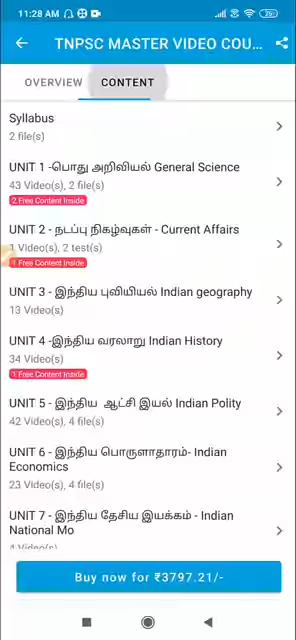 11:28 AM
TNPSC MASTER VIDEO COU...
OVERVIEW CONTENT
Syllabus
2 file(s)
UNIT 1 -பொது அறிவியல் General Science
43 Video(s), 2 file(s)
2 Free Content Inside
UNIT 2 - நடப்பு நிகழ்வுகள் - Current Affairs
1 Video(s), 2 test(s)
1 Free Content Inside
UNIT 3 - இந்திய புவியியல் Indian geography
13 Video(s)
UNIT 4 -இந்திய வரலாறு Indian History
34 Video(s)
1 Free Content Inside
UNIT 5 - இந்திய ஆட்சி இயல் Indian Polity
42 Video(s), 4 file(s)
UNIT 6 - இந்திய பொருளாதாரம்- Indian
Economics
23 Video(s), 4 file(s)
UNIT 7 - இந்திய தேசிய இயக்கம் - Indian
National Mo
4 Video(s)
Buy now for ₹3797.21/-